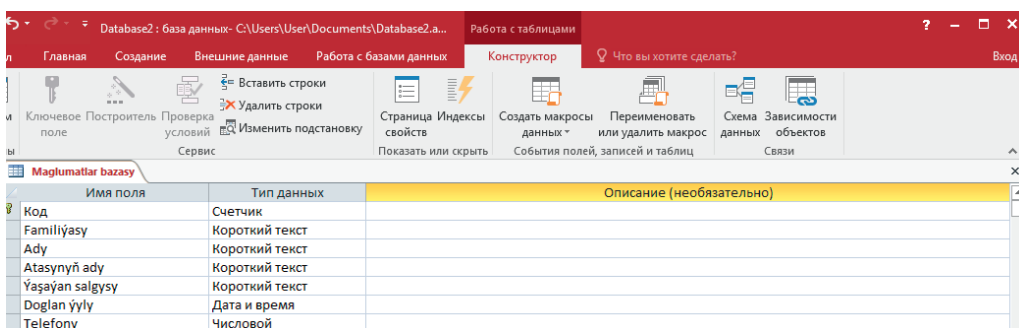 Database2 : база данных- C:\Users\User\Documents\Database2.a... Работа с таблицами ?
Главная Создание Внешние данные Работа с базами данных Конструктор Что вы хотите сделать? Вход
Ключевое поле
Построитель
Проверка условий
Вставить строки
Удалить строки
Изменить подстановку
Страница свойств
Индексы
Создать макросы данных
Переименовать или удалить макрос
Схема данных
Зависимости объектов
Сервис Показать или скрыть События полей, записей и таблиц Связи
Maglumatlar bazasy
Имя поля Тип данных Описание (необязательно)
Код Счетчик
Familiýasy Короткий текст
Ady Короткий текст
Atasynyň ady Короткий текст
Ýaşaýan salgysy Короткий текст
Doglan ýyly Дата и время
Telefony Числовой